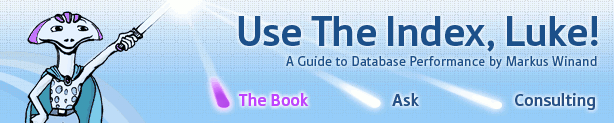 Use The Index, Luke!
A Guide to Database Performance by Markus Winand
The Book Ask Consulting